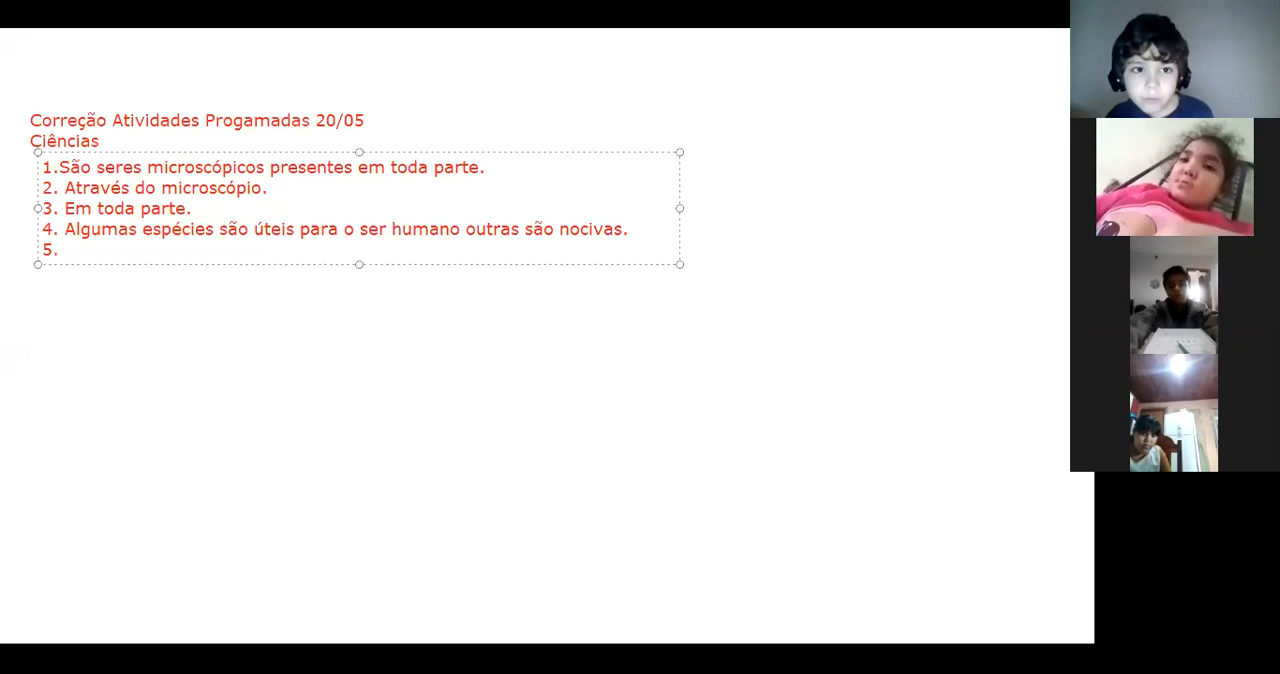 Correção Atividades Progamadas 20/05
Ciências
1.São seres microscópicos presentes em toda parte.
2. Através do microscópio.
3. Em toda parte.
4. Algumas espécies são úteis para o ser humano outras são nocivas.
5.